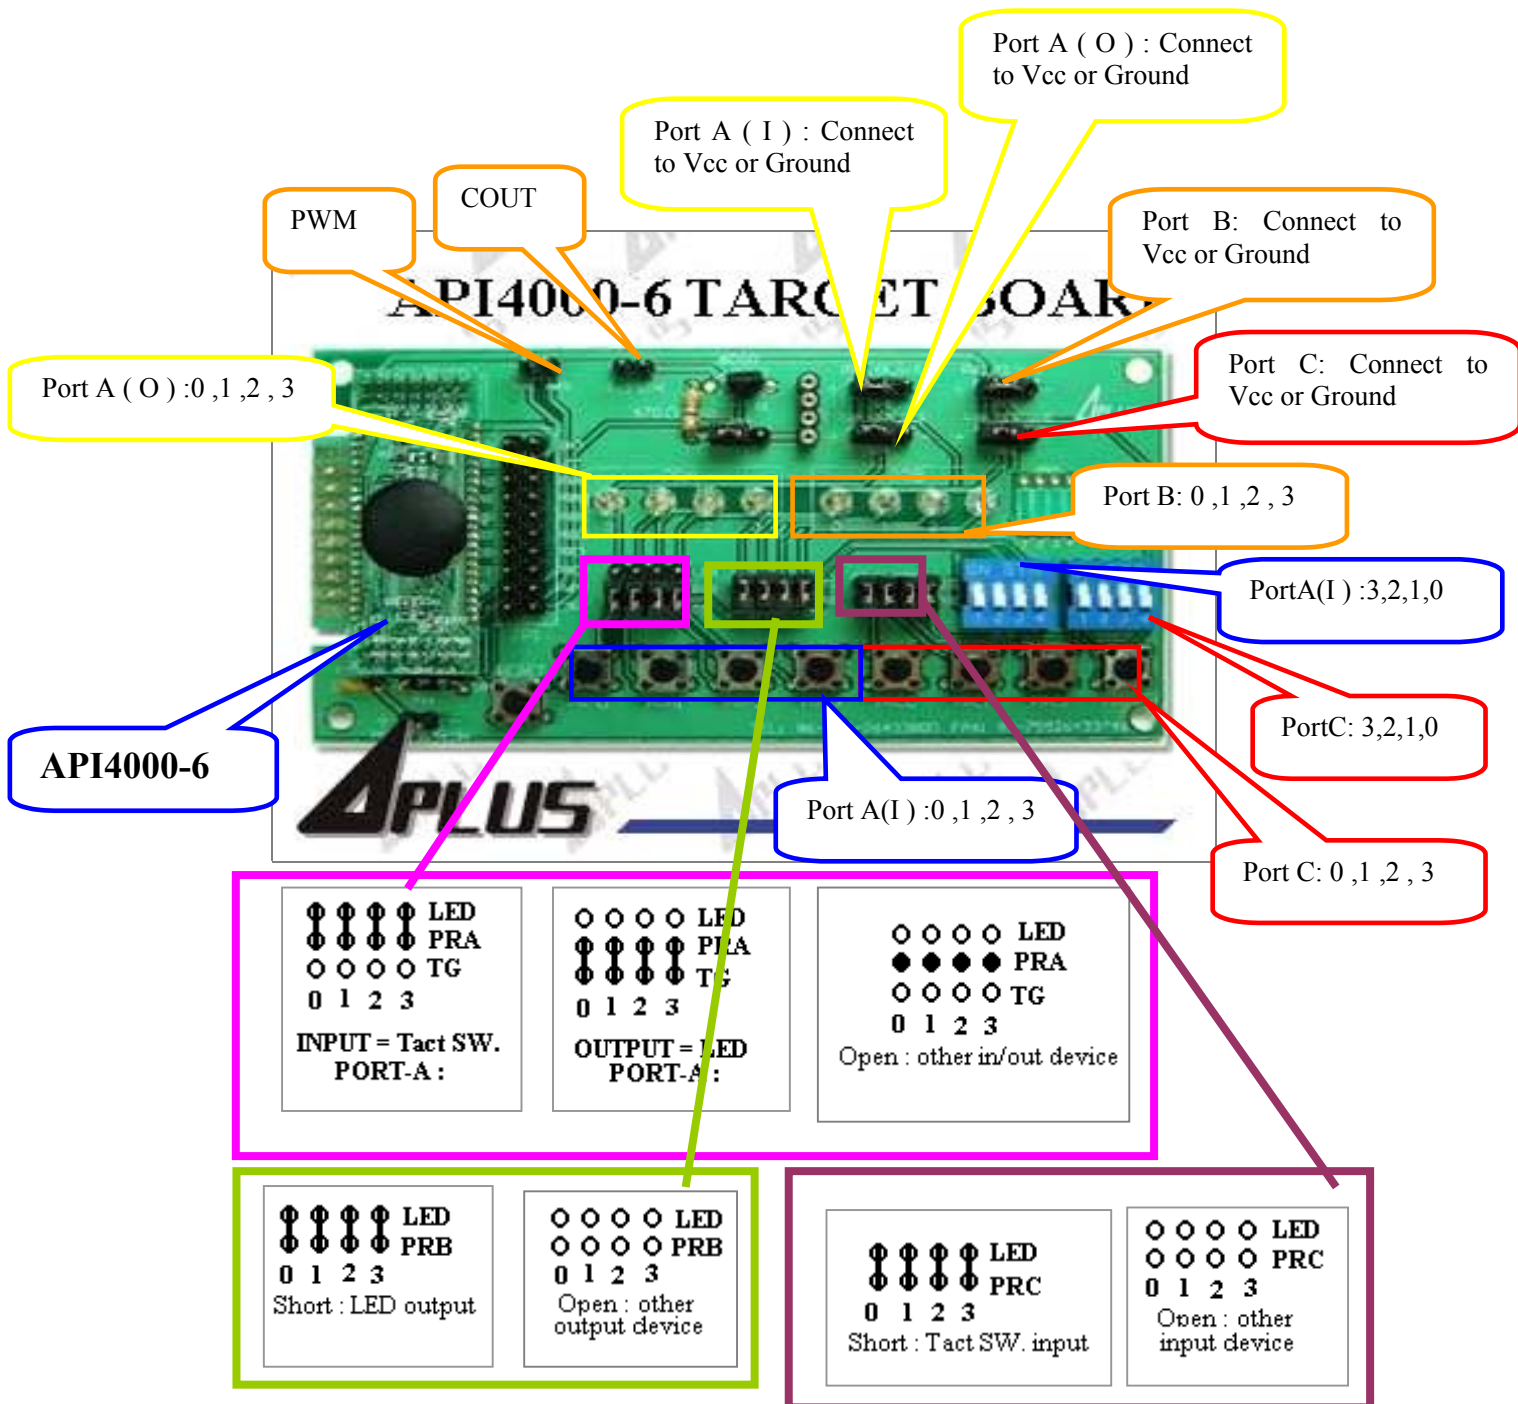 Port A ( O ) : Connect
to Vcc or Ground
Port A ( I ) : Connect
to Vcc or Ground
PWM
COUT
Port B: Connect to
Vcc or Ground
API4000-6 TARGET BOAR
Port C: Connect to
Vcc or Ground
Port A ( O ) :0 ,1 ,2 , 3
Port B: 0 ,1 ,2 , 3
PortA(I ) :3,2,1,0
PortC: 3,2,1,0
API4000-6
APLUS
Port A(I ) :0 ,1 ,2 , 3
Port C: 0 ,1 ,2 , 3
LED
PRA
TG
0 1 2 3
INPUT = Tact SW.
PORT-A :
LED
PRA
TG
0 1 2 3
OUTPUT = LED
PORT-A :
LED
PRA
TG
0 1 2 3
Open : other in/out device
LED
PRB
0 1 2 3
Short : LED output
LED
PRB
0 1 2 3
Open : other
output device
LED
PRC
0 1 2 3
Short : Tact SW. input
LED
PRC
0 1 2 3
Open : other
input device